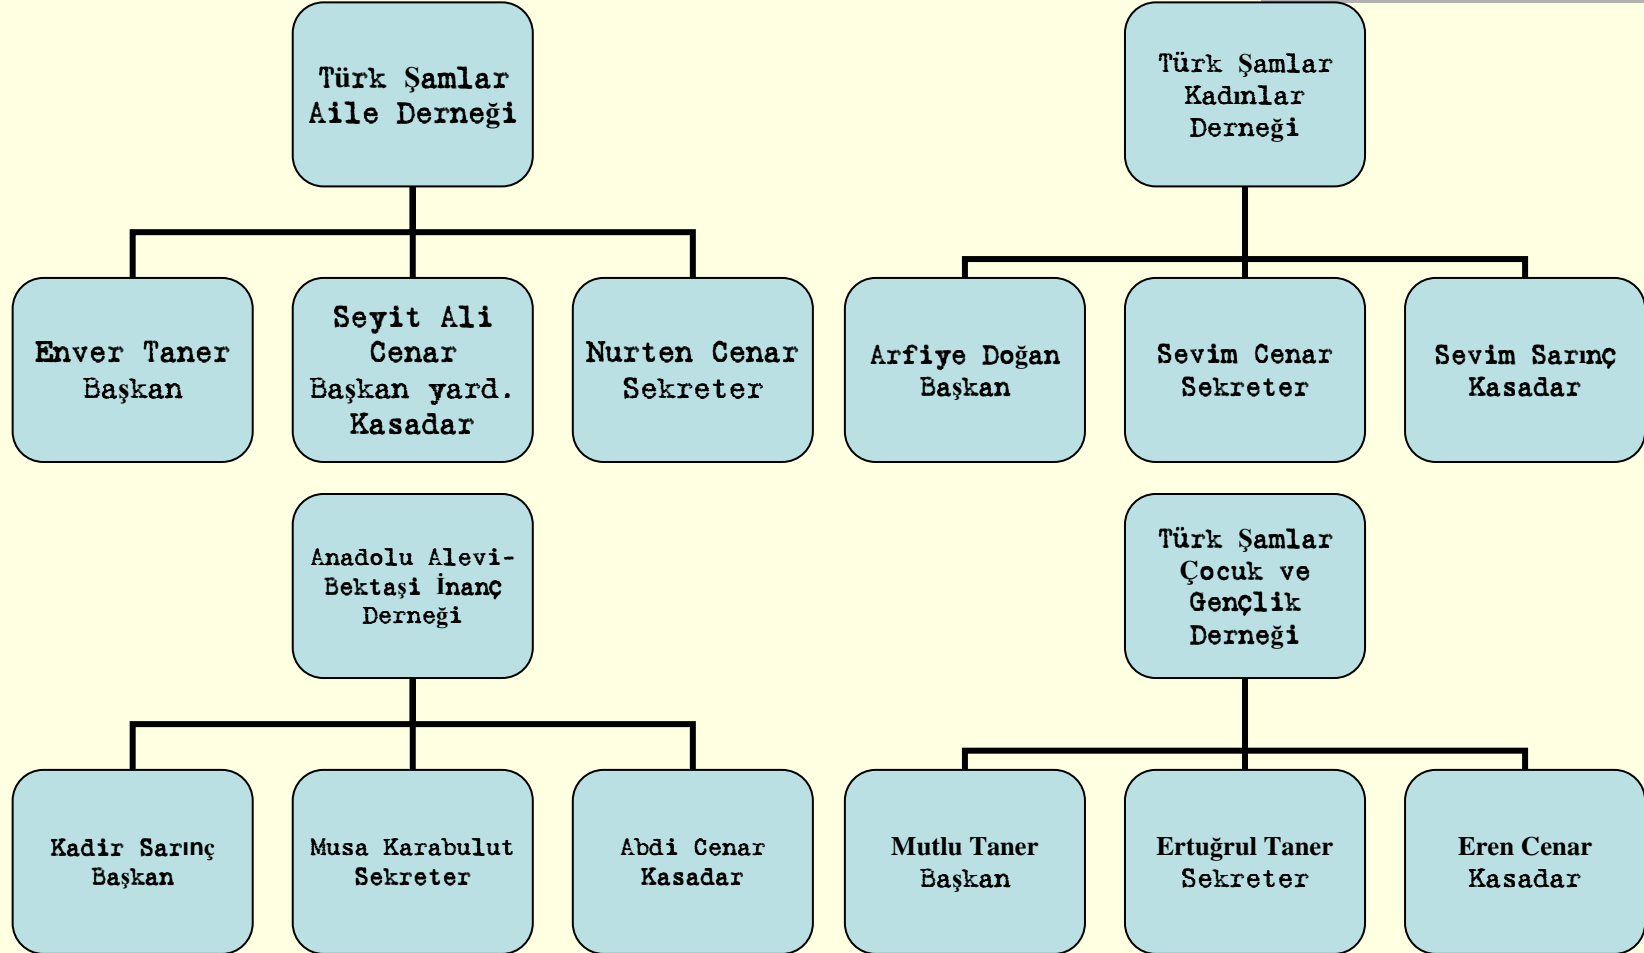 Türk Şamlar
Aile Derneği
Enver Taner
Başkan
Seyit Ali
Cenar
Başkan yard.
Kasadar
Nurten Cenar
Sekreter
Türk Şamlar
Kadınlar
Derneği
Arfiye Doğan
Başkan
Sevim Cenar
Sekreter
Sevim Sarınç
Kasadar
Anadolu Alevi-
Bektaşi İnanç
Derneği
Kadir Sarınç
Başkan
Musa Karabulut
Sekreter
Abdi Cenar
Kasadar
Türk Şamlar
Çocuk ve
Gençlik
Derneği
Mutlu Taner
Başkan
Ertuğrul Taner
Sekreter
Eren Cenar
Kasadar